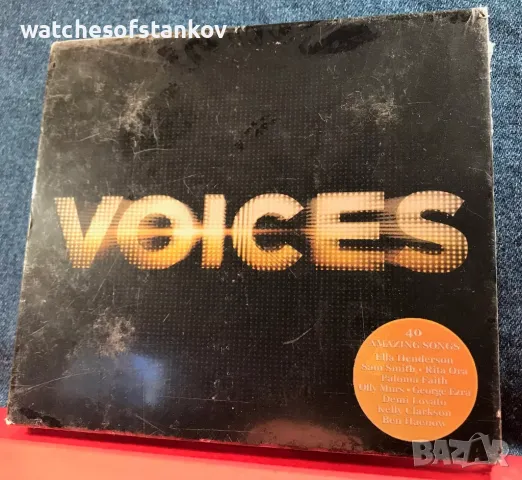 watchesofstankov
VOICES
40
AMAZING SONGS
Ella Henderson
Sam Smith • Rita Ora
Paloma Faith
Olly Murs • George Ezra
Demi Lovato
Kelly Clarkson
Ben Haenow
BAZAR